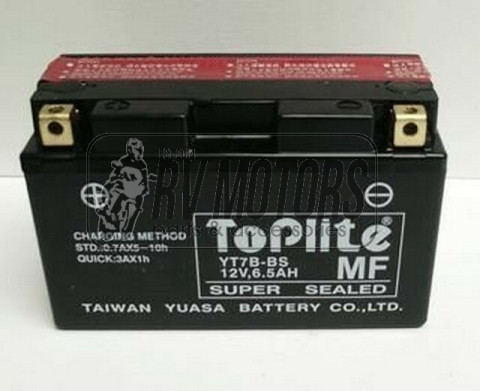 RV MOTORS
& accessories
TOPlite®
CHARGING METHOD
STD.:0.7AX5-10h
QUICK:3AX1h
YT7B-BS
12V,6.5AH
MF
SUPER SEALED
TAIWAN YUASA BATTERY CO.,LTD.